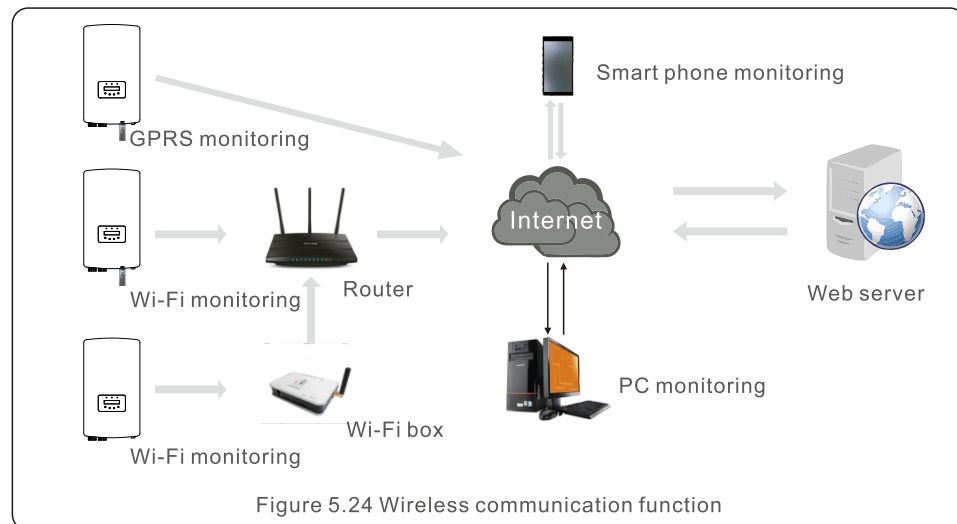 Smart phone monitoring
GPRS monitoring
Internet
Wi-Fi monitoring
Router
Web server
PC monitoring
Wi-Fi box
Wi-Fi monitoring
Figure 5.24 Wireless communication function